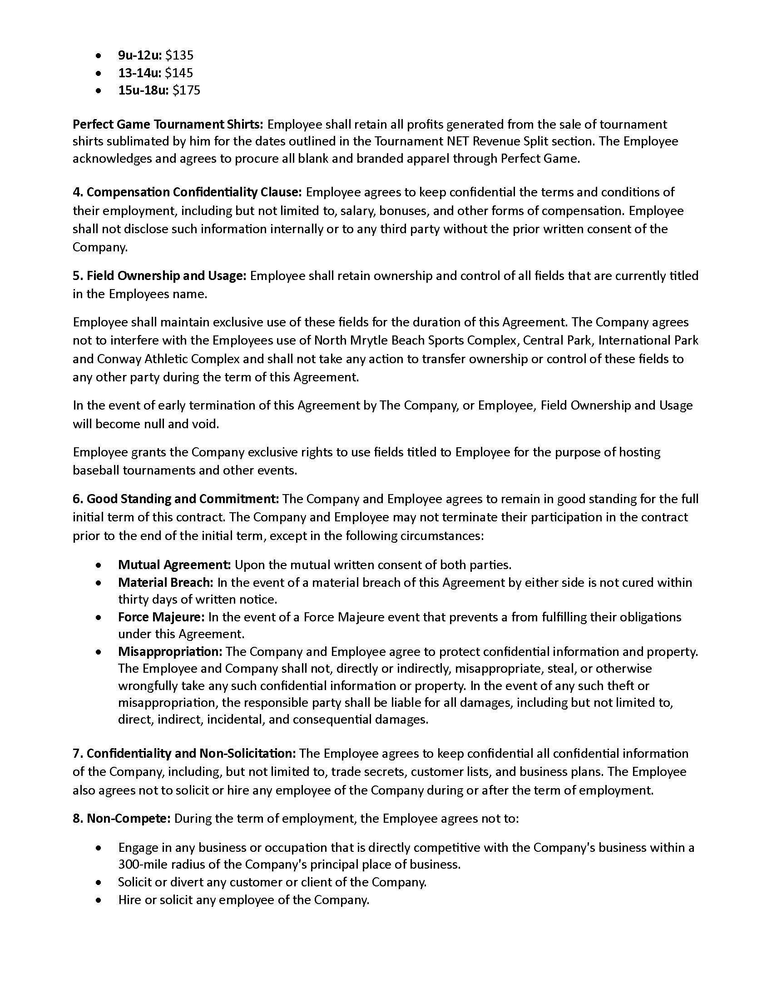 • 9u-12u: $135
• 13-14u: $145
• 15u-18u: $175
Perfect Game Tournament Shirts: Employee shall retain all profits generated from the sale of tournament
shirts sublimated by him for the dates outlined in the Tournament NET Revenue Split section. The Employee
acknowledges and agrees to procure all blank and branded apparel through Perfect Game.
4. Compensation Confidentiality Clause: Employee agrees to keep confidential the terms and conditions of
their employment, including but not limited to, salary, bonuses, and other forms of compensation. Employee
shall not disclose such information internally or to any third party without the prior written consent of the
Company.
5. Field Ownership and Usage: Employee shall retain ownership and control of all fields that are currently titled
in the Employees name.
Employee shall maintain exclusive use of these fields for the duration of this Agreement. The Company agrees
not to interfere with the Employees use of North Mrytle Beach Sports Complex, Central Park, International Park
and Conway Athletic Complex and shall not take any action to transfer ownership or control of these fields to
any other party during the term of this Agreement.
In the event of early termination of this Agreement by The Company, or Employee, Field Ownership and Usage
will become null and void.
Employee grants the Company exclusive rights to use fields titled to Employee for the purpose of hosting
baseball tournaments and other events.
6. Good Standing and Commitment: The Company and Employee agrees to remain in good standing for the full
initial term of this contract. The Company and Employee may not terminate their participation in the contract
prior to the end of the initial term, except in the following circumstances:
• Mutual Agreement: Upon the mutual written consent of both parties.
• Material Breach: In the event of a material breach of this Agreement by either side is not cured within
thirty days of written notice.
• Force Majeure: In the event of a Force Majeure event that prevents a from fulfilling their obligations
under this Agreement.
• Misappropriation: The Company and Employee agree to protect confidential information and property.
The Employee and Company shall not, directly or indirectly, misappropriate, steal, or otherwise
wrongfully take any such confidential information or property. In the event of any such theft or
misappropriation, the responsible party shall be liable for all damages, including but not limited to,
direct, indirect, incidental, and consequential damages.
7. Confidentiality and Non-Solicitation: The Employee agrees to keep confidential all confidential information
of the Company, including, but not limited to, trade secrets, customer lists, and business plans. The Employee
also agrees not to solicit or hire any employee of the Company during or after the term of employment.
8. Non-Compete: During the term of employment, the Employee agrees not to:
• Engage in any business or occupation that is directly competitive with the Company's business within a
300-mile radius of the Company's principal place of business.
• Solicit or divert any customer or client of the Company.
• Hire or solicit any employee of the Company.